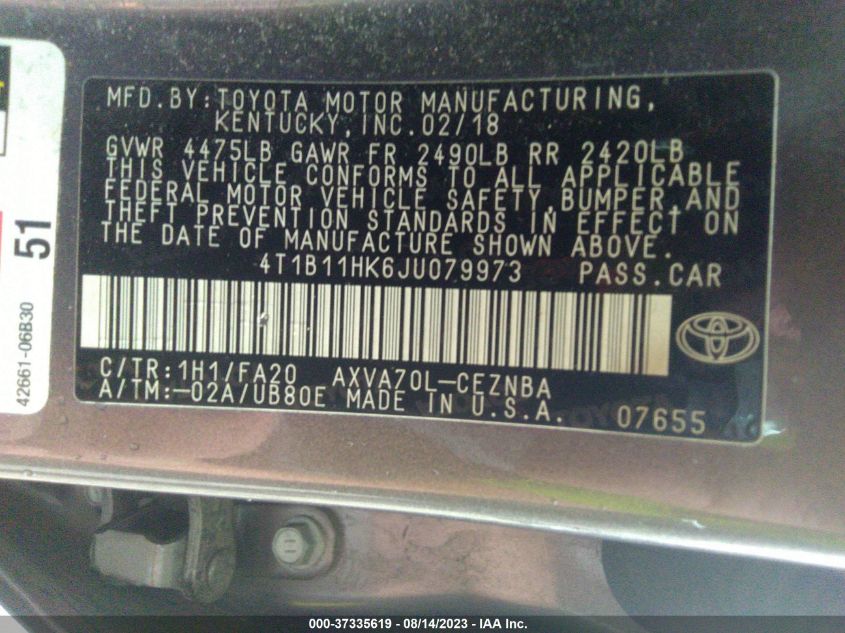 MFD.BY:TOYOTA MOTOR MANUFACTURING,
KENTUCKY,INC.02/18
GVWR 4475LB GAWR FR 2490LB RR 2420LB
THIS VEHICLE CONFORMS TO ALL APPLICABLE
FEDERAL MOTOR VEHICLE SAFETY,BUMPER,AND
THEFT PREVENTION STANDARDS IN EFFECT ON
THE DATE OF MANUFACTURE SHOWN ABOVE.
4T1B11HK6JU079973 PASS.CAR
C/TR:1H1/FA20 AXVA70L-CEZNBA
A/TM:-02A/UB80E MADE IN U.S.A. 07655
51
42661-06B30
000-37335619 - 08/14/2023 - IAA Inc.